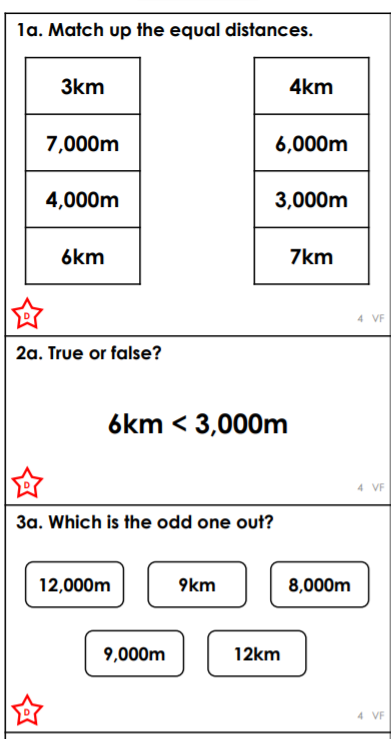 1a. Match up the equal distances.
3km 4km
7,000m 6,000m
4,000m 3,000m
6km 7km
D
4 VF
2a. True or false?
6km < 3,000m
D
4 VF
3a. Which is the odd one out?
12,000m 9km 8,000m
9,000m 12km
D
4 VF